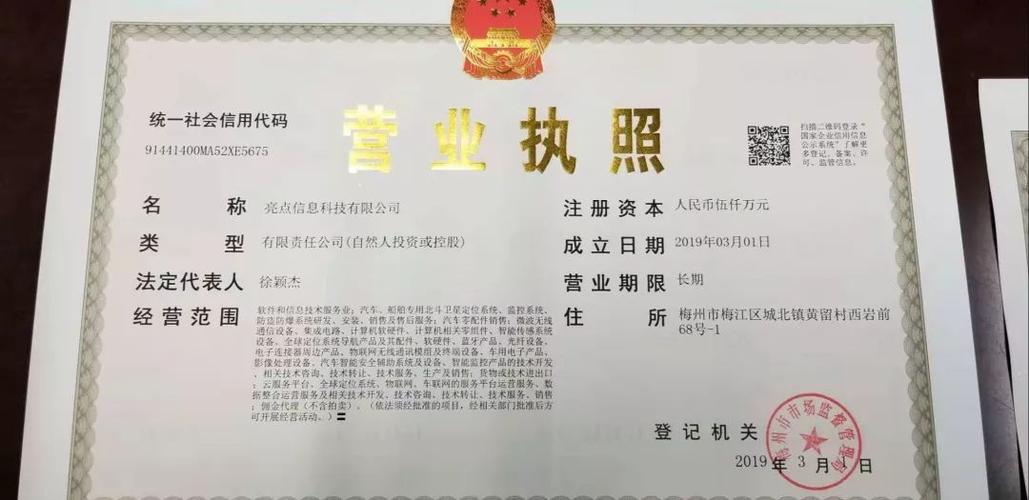 统一社会信用代码
91441400MA52XE5675
营业执照
扫描二维码登录"
国家企业信用信息
公示系统"了解更
多登记、备案、许
可、监管信息。
名 称 亮点信息科技有限公司
类 型 有限责任公司(自然人投资或控股)
法定代表人 徐颖杰
经营范围 软件和信息技术服务业;汽车、船舶专用北斗卫星定位系统、监控系统、
防盗防爆系统研发、安装、销售及售后服务;汽车零配件销售;微波无线
通信设备、集成电路、计算机软硬件、计算机相关零组件、智能传感系统
设备、全球定位系统导航产品及其配件、软硬件、蓝牙产品、光纤设备、
电子连接器周边产品、物联网无线通讯模组及终端设备、车用电子产品、
影像处理设备、汽车智能安全辅助系统及设备、智能监控产品的技术开发
、相关技术咨询、技术转让、技术服务、生产及销售;货物或技术进出口
;云服务平台、全球定位系统、物联网、车联网的服务平台运营服务、数
据整合运营服务及相关技术开发、技术咨询、技术转让、技术服务、销售
;佣金代理(不含拍卖)。(依法须经批准的项目,经相关部门批准后方
可开展经营活动。)〓
注册资本 人民币伍仟万元
成立日期 2019年03月01日
营业期限 长期
住 所 梅州市梅江区城北镇黄留村西岩前
68号-1
登记机关
梅州市市场监督管理局
2019 年 3 月 1 日